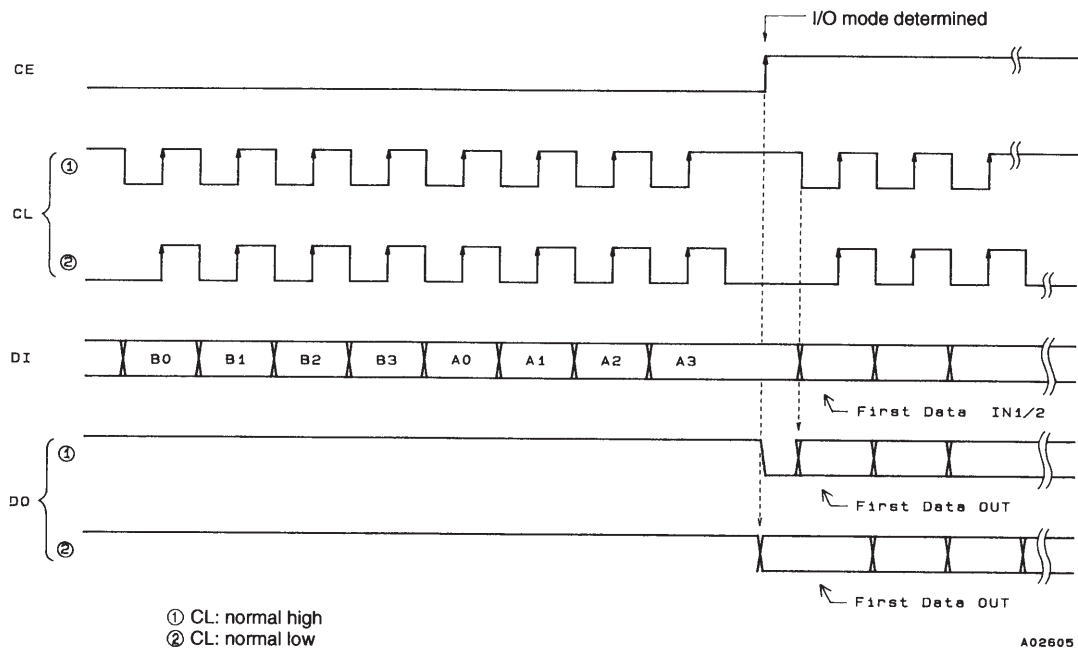 I/O mode determined
CE
①
CL
②
DI B0 B1 B2 B3 A0 A1 A2 A3
First Data IN1/2
①
First Data OUT
DO
②
First Data OUT
① CL: normal high
② CL: normal low
A02605